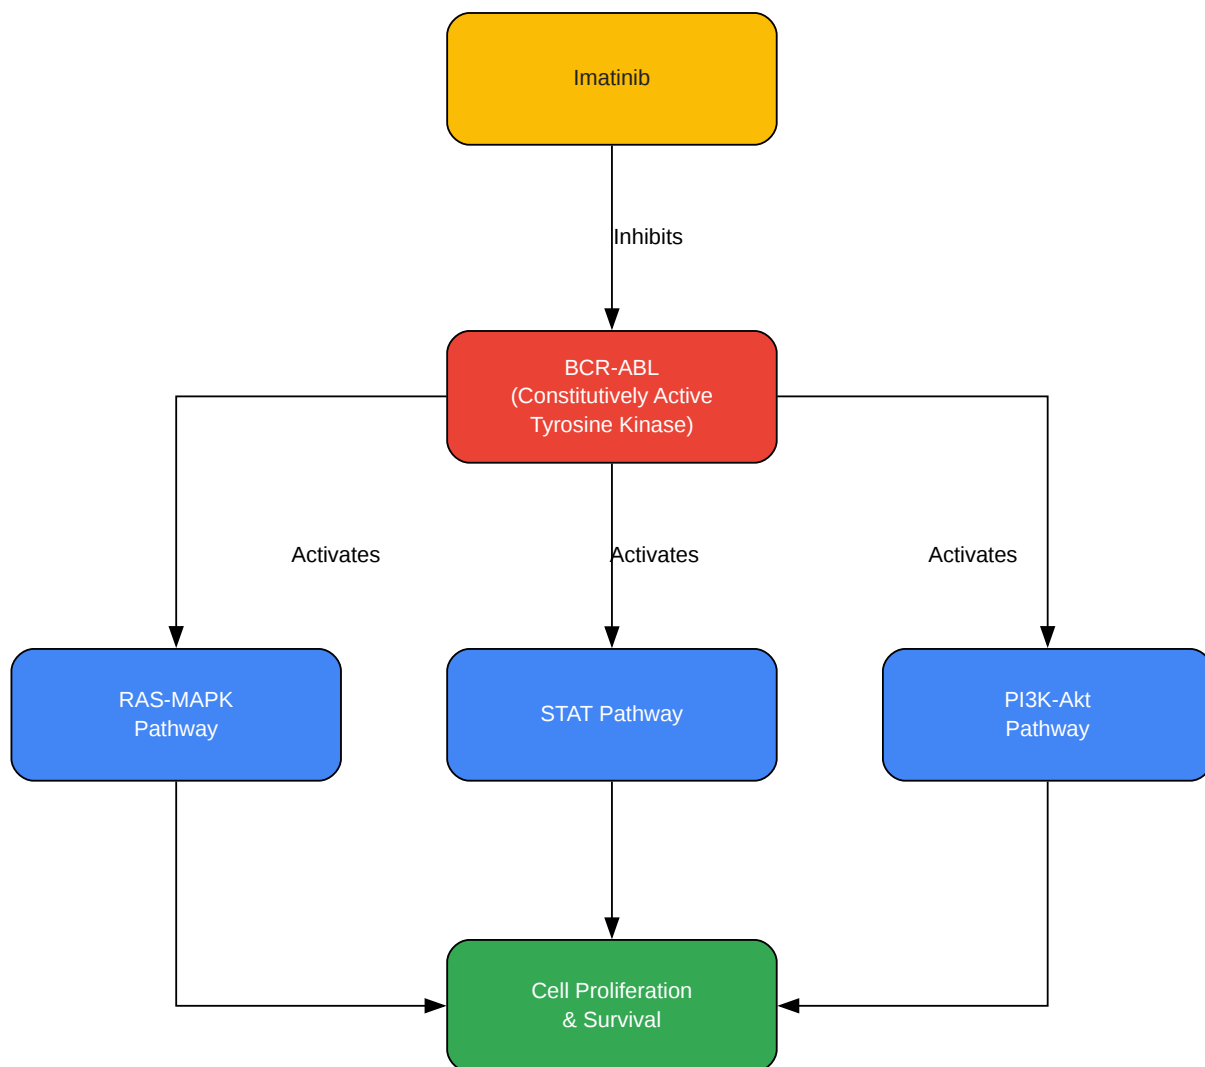 Imatinib
Inhibits
BCR-ABL
(Constitutively Active
Tyrosine Kinase)
Activates
Activates
Activates
RAS-MAPK
Pathway
STAT Pathway
PI3K-Akt
Pathway
Cell Proliferation
& Survival